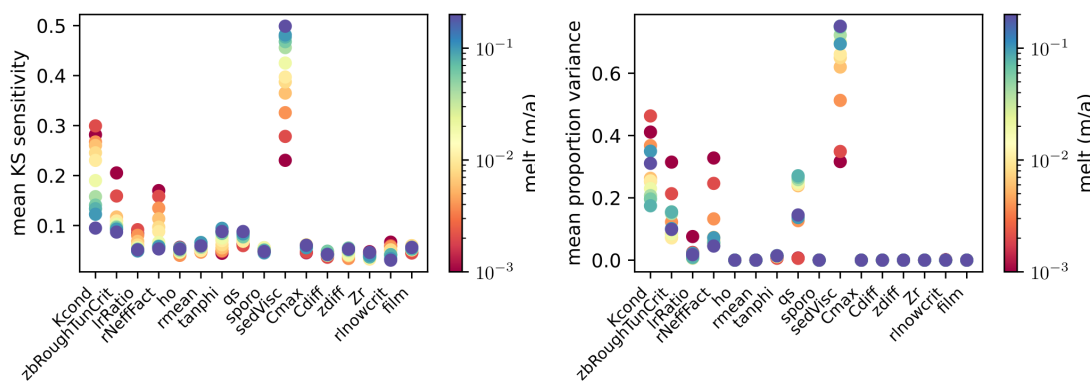 mean KS sensitivity
0.5
0.4
0.3
0.2
0.1
Kcond
zbRoughTunCrit
lrRatio
rNeffFact
ho
rmean
tanphi
qs
sporo
sedVisc
Cmax
Cdiff
zdiff
Zr
rlnowcrit
film
10^{-1}
10^{-2}
10^{-3}
melt (m/a)
mean proportion variance
0.6
0.4
0.2
0.0
Kcond
zbRoughTunCrit
lrRatio
rNeffFact
ho
rmean
tanphi
qs
sporo
sedVisc
Cmax
Cdiff
zdiff
Zr
rlnowcrit
film
10^{-1}
10^{-2}
10^{-3}
melt (m/a)